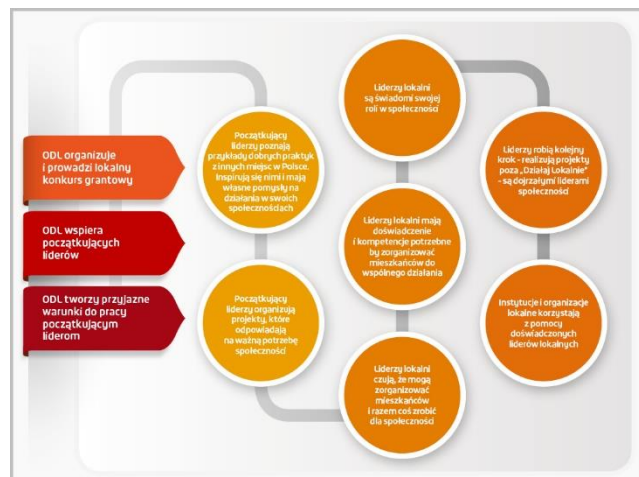 ODL organizuje
i prowadzi lokalny
konkurs grantowy
ODL wspiera
początkujących
liderów
ODL tworzy przyjazne
warunki do pracy
początkującym
liderom
Początkujący
liderzy poznają
przykłady dobrych praktyk
z innych miejsc w Polsce.
Inspirują się nimi i mają
własne pomysły na
działania w swoich
społecznościach
Początkujący
liderzy organizują
projekty, które
odpowiadają
na ważną potrzebę
społeczności
Liderzy lokalni
są świadomi swojej
roli w społeczności
Liderzy lokalni mają
doświadczenie
i kompetencje potrzebne
by zorganizować
mieszkańców do
wspólnego działania
Liderzy lokalni
czują, że mogą
zorganizować
mieszkańców
i razem coś zrobić
dla społeczności
Liderzy robią kolejny
krok - realizują projekty
poza „Działaj Lokalnie”
- są dojrzałymi liderami
społeczności
Instytucje i organizacje
lokalne korzystają
z pomocy
doświadczonych
liderów lokalnych